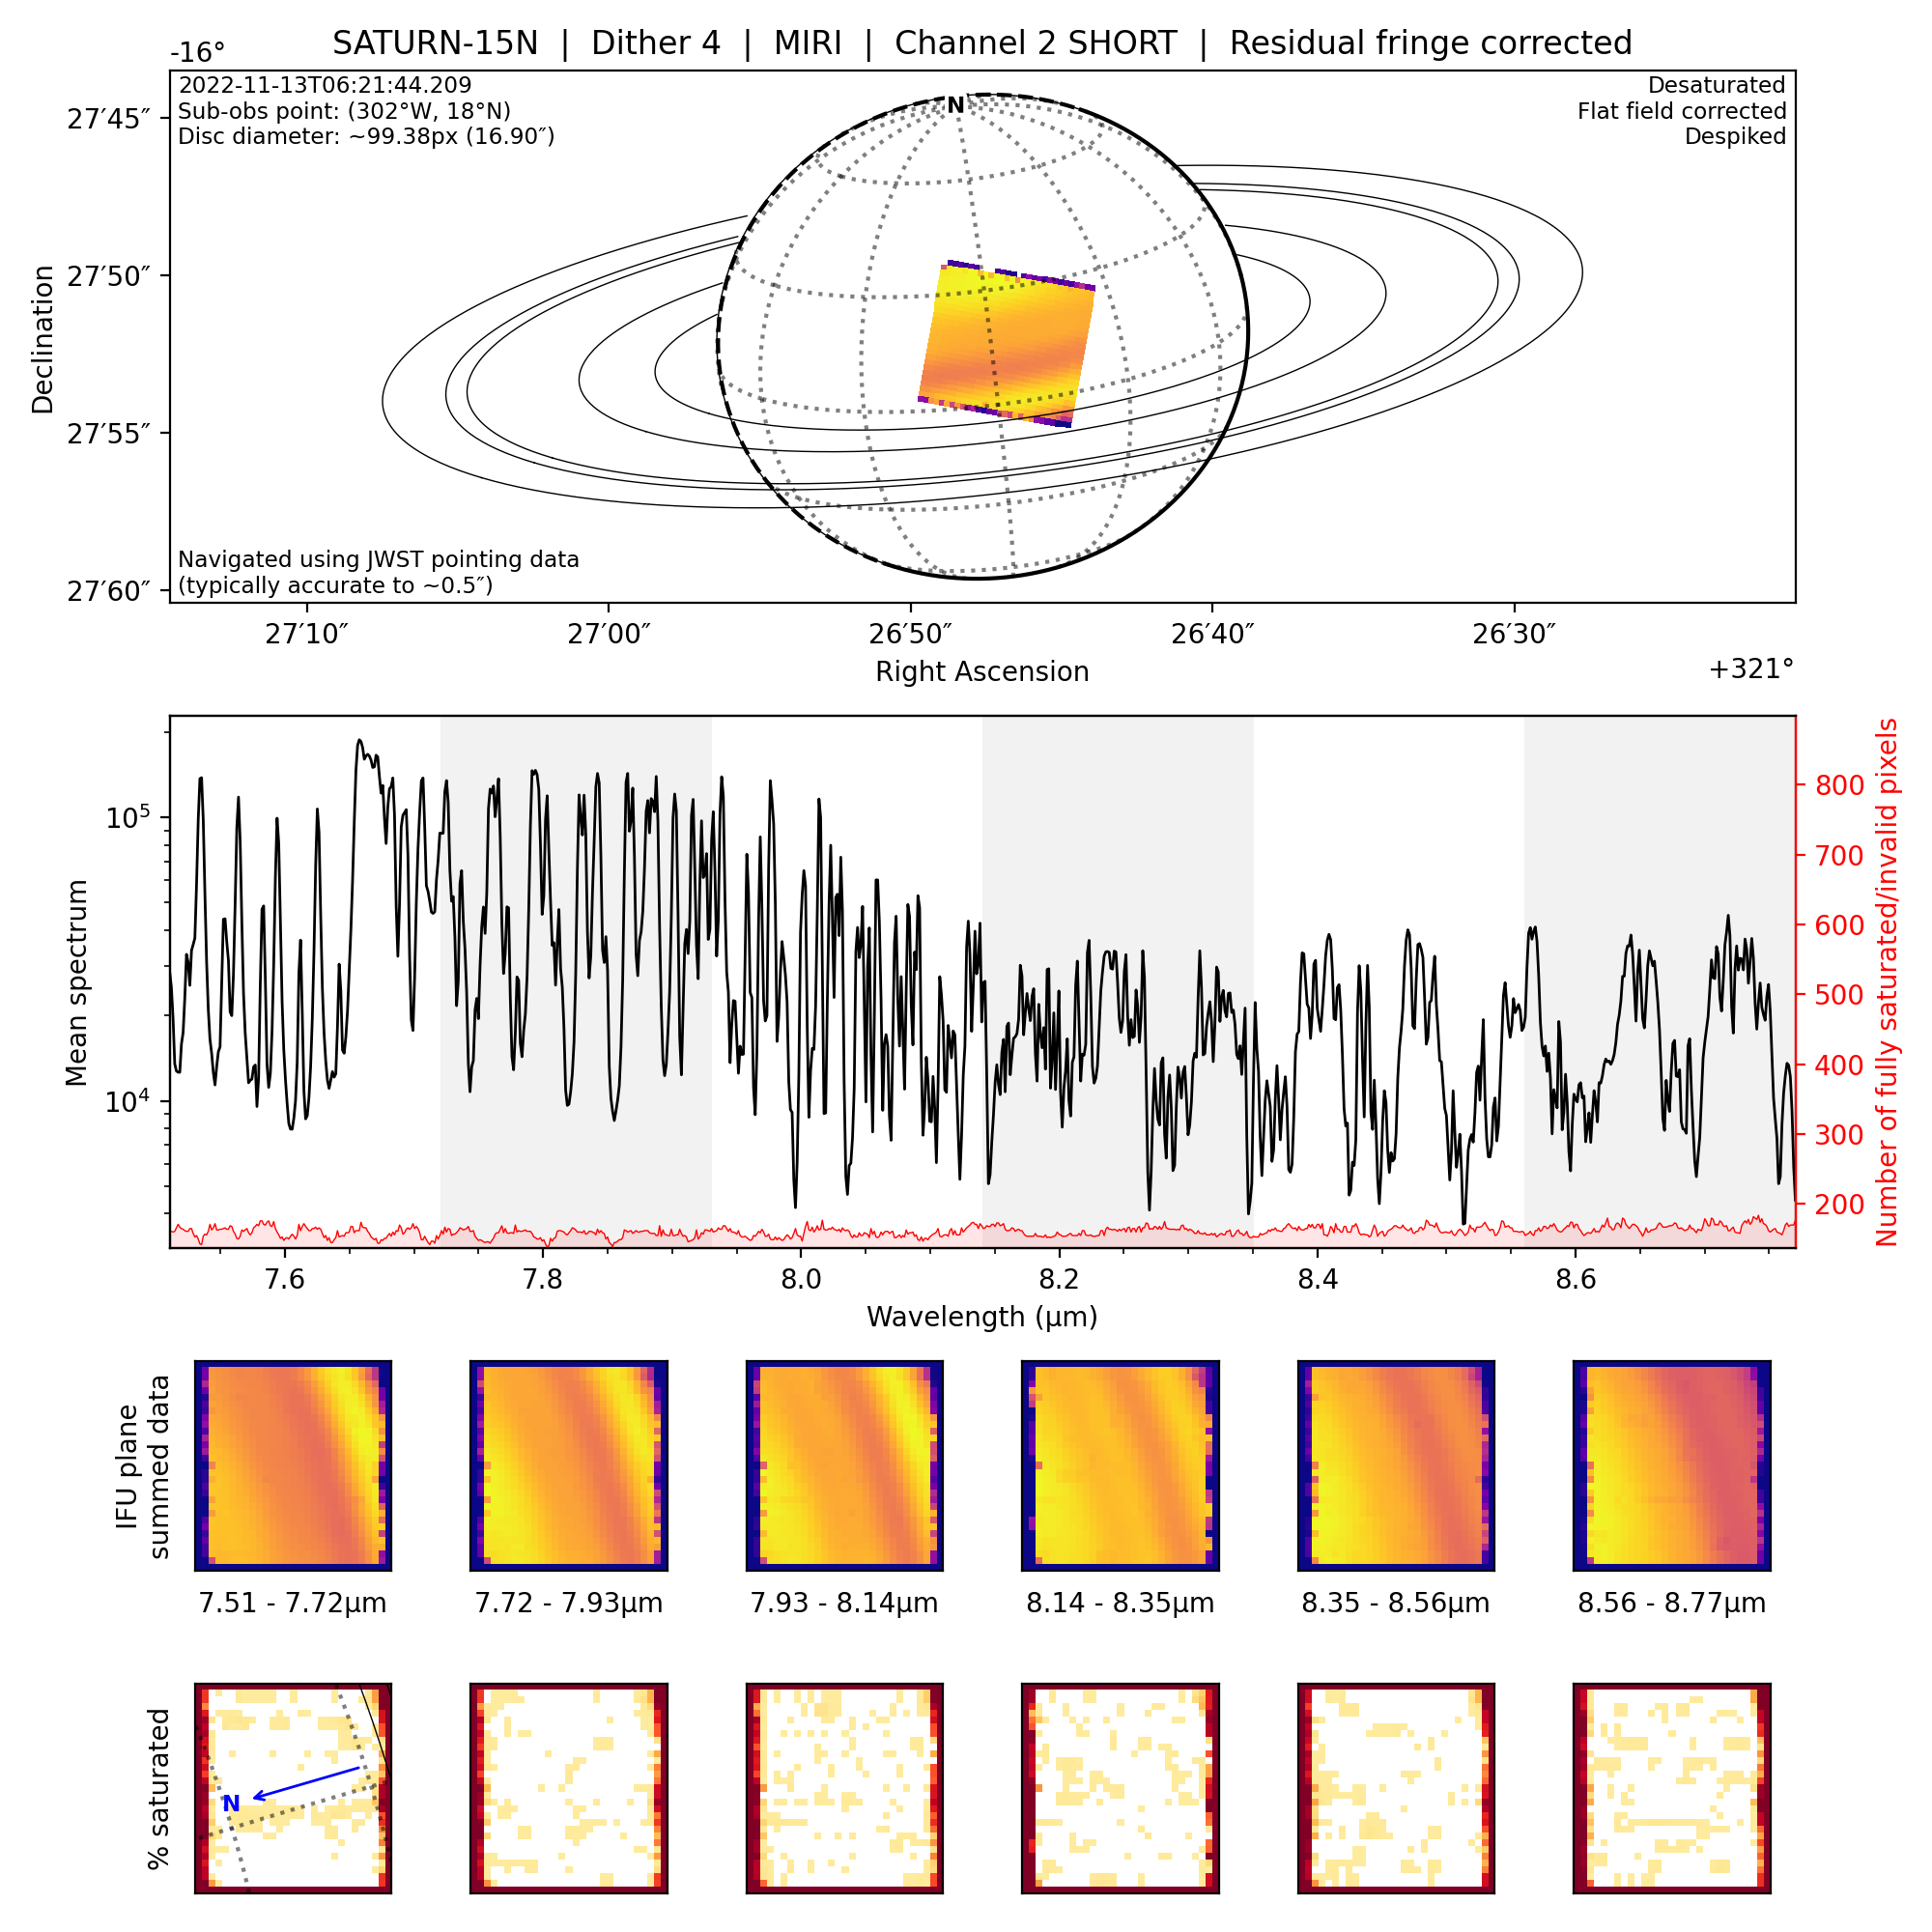 SATURN-15N | Dither 4 | MIRI | Channel 2 SHORT | Residual fringe corrected
-16°
2022-11-13T06:21:44.209
Sub-obs point: (302°W, 18°N)
Disc diameter: ~99.38px (16.90″)
Desaturated
Flat field corrected
Despiked
N
27′45″
27′50″
27′55″
27′60″
Declination
Navigated using JWST pointing data
(typically accurate to ~0.5″)
27′10″
27′00″
26′50″
26′40″
26′30″
Right Ascension
+321°
Mean spectrum
10⁵
10⁴
800
700
600
500
400
300
200
Number of fully saturated/invalid pixels
7.6
7.8
8.0
8.2
8.4
8.6
Wavelength (µm)
IFU plane
summed data
7.51 - 7.72µm
7.72 - 7.93µm
7.93 - 8.14µm
8.14 - 8.35µm
8.35 - 8.56µm
8.56 - 8.77µm
% saturated
N